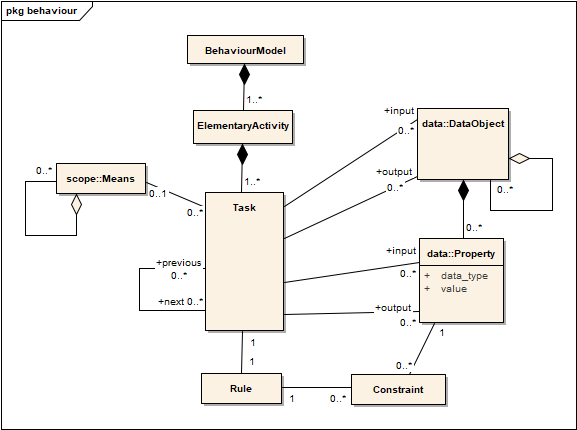 pkg behaviour
BehaviourModel
1..*
ElementaryActivity
+input
0..*
data::DataObject
0..*
scope::Means
0..1
0..*
1..*
Task
+output
0..*
0..*
0..*
+previous
0..*
+next 0..*
+input
0..*
data::Property
+ data_type
+ value
+output
0..*
1
1
1
0..*
Rule
1
0..*
Constraint